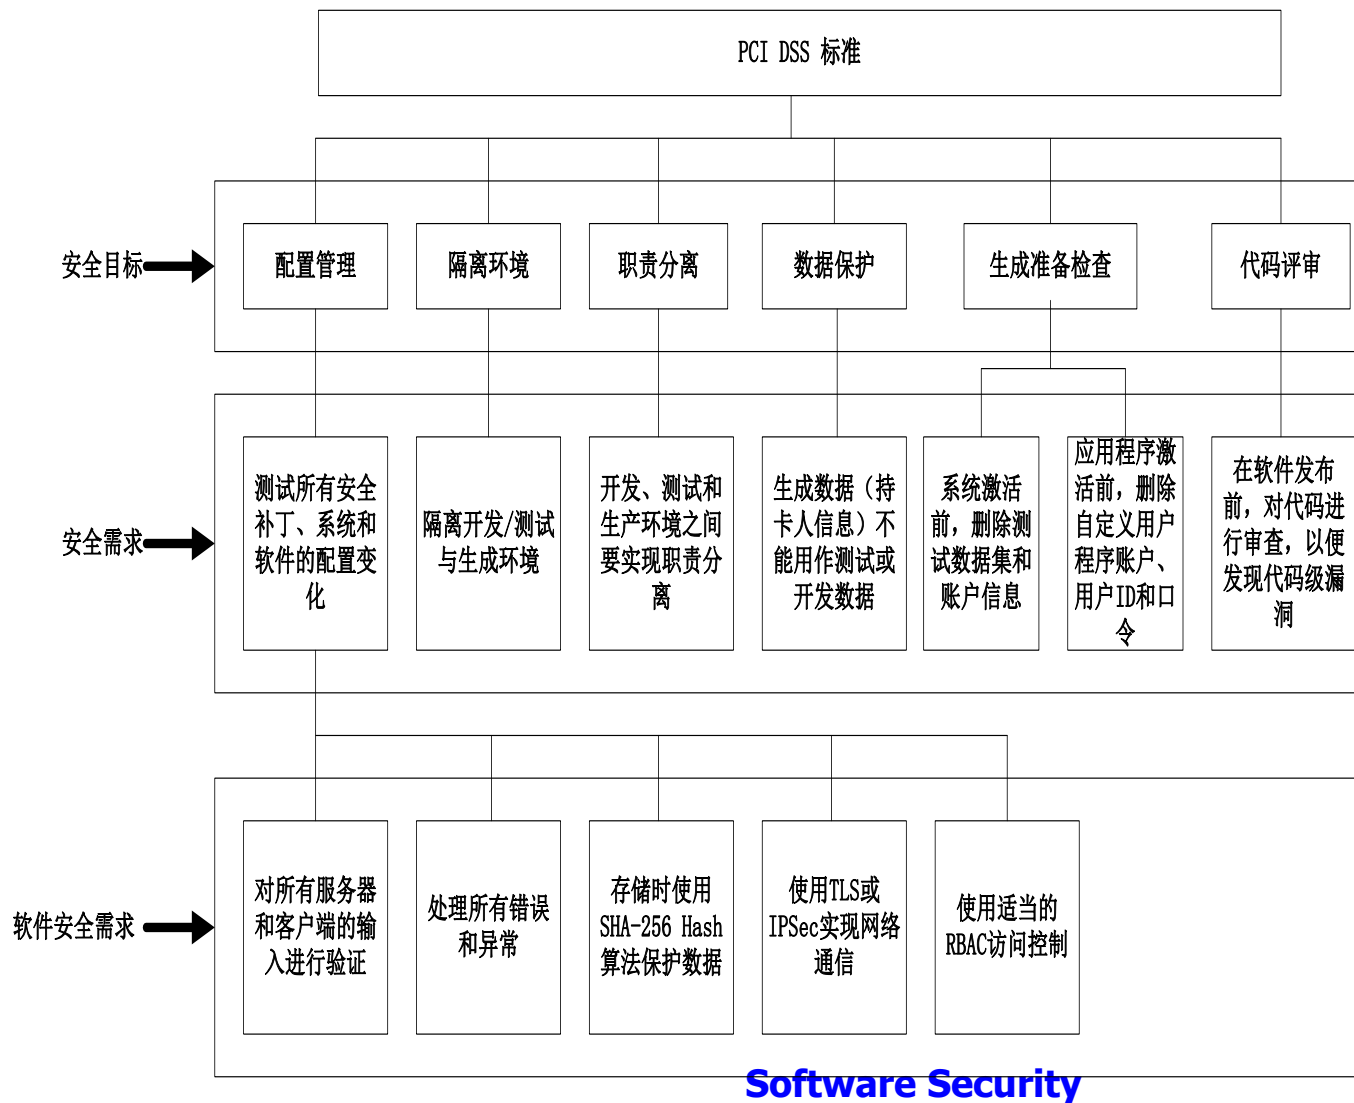 PCI DSS 标准
安全目标
配置管理
隔离环境
职责分离
数据保护
生成准备检查
代码评审
安全需求
测试所有安全
补丁、系统和
软件的配置变
化
隔离开发/测试
与生成环境
开发、测试和
生产环境之间
要实现职责分
离
生成数据（持
卡人信息）不
能用作测试或
开发数据
系统激活
前，删除测
试数据集和
账户信息
应用程序激
活前，删除
自定义用户
程序账户、
用户ID和口
令
在软件发布
前，对代码进
行审查，以便
发现代码级漏
洞
软件安全需求
对所有服务器
和客户端的输
入进行验证
处理所有错误
和异常
存储时使用
SHA-256 Hash
算法保护数据
使用TLS或
IPSec实现网络
通信
使用适当的
RBAC访问控制
Software Security